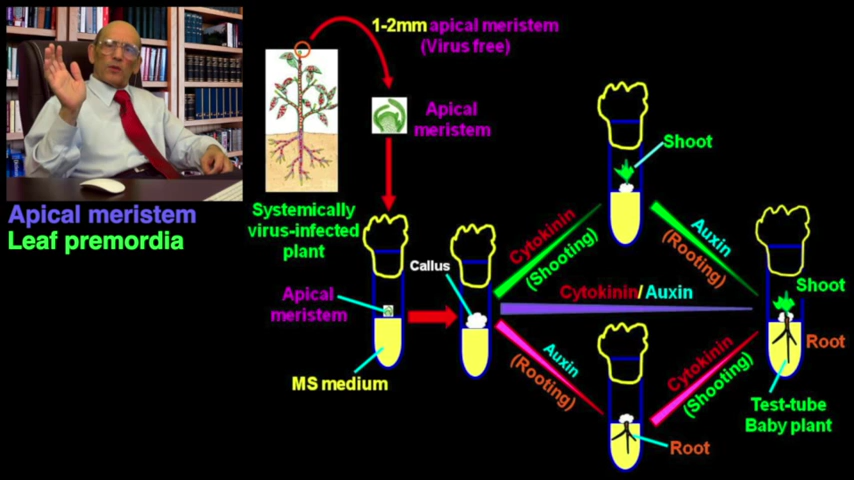 1-2mm apical meristem
(Virus free)
Apical
meristem
Shoot
Apical meristem
Leaf premordia
Systemically
virus-infected
plant
Cytokinin
(Shooting)
Auxin
(Rooting)
Callus
Apical
meristem
Cytokinin/Auxin
Shoot
Root
MS medium
Auxin
(Rooting)
Cytokinin
(Shooting)
Test-tube
Baby plant
Root